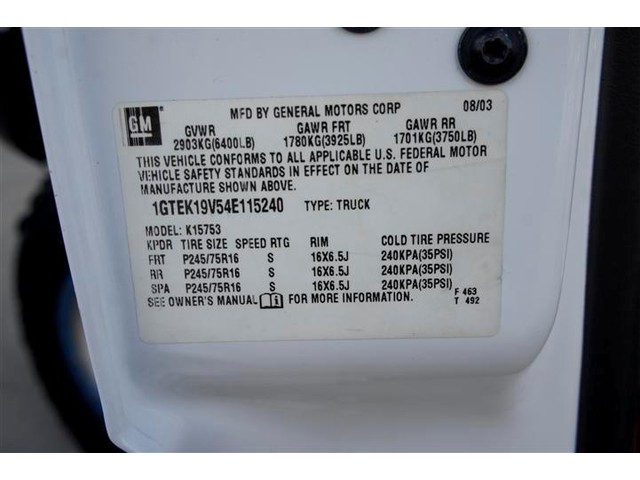 GM
MFD BY GENERAL MOTORS CORP 08/03
GVWR GAWR FRT GAWR RR
2903KG(6400LB) 1780KG(3925LB) 1701KG(3750LB)
THIS VEHICLE CONFORMS TO ALL APPLICABLE U.S. FEDERAL MOTOR
VEHICLE SAFETY STANDARDS IN EFFECT ON THE DATE OF
MANUFACTURE SHOWN ABOVE.
1GTEK19V54E115240 TYPE: TRUCK
MODEL: K15753
KPDR TIRE SIZE SPEED RTG RIM COLD TIRE PRESSURE
FRT P245/75R16 S 16X6.5J 240KPA(35PSI)
RR P245/75R16 S 16X6.5J 240KPA(35PSI)
SPA P245/75R16 S 16X6.5J 240KPA(35PSI)
SEE OWNER'S MANUAL FOR MORE INFORMATION. F 463
T 492